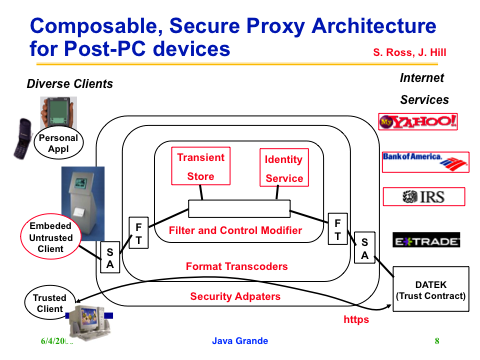 Composable, Secure Proxy Architecture
for Post-PC devices
S. Ross, J. Hill
Diverse Clients
Internet
Services
Personal
Appl
My YAHOO!
Bank of America.
IRS
E*TRADE
Transient
Store
Identity
Service
Filter and Control Modifier
F
T
F
T
S
A
S
A
Format Transcoders
Security Adpaters
Embeded
Untrusted
Client
Trusted
Client
DATEK
(Trust Contract)
https
Java Grande
8